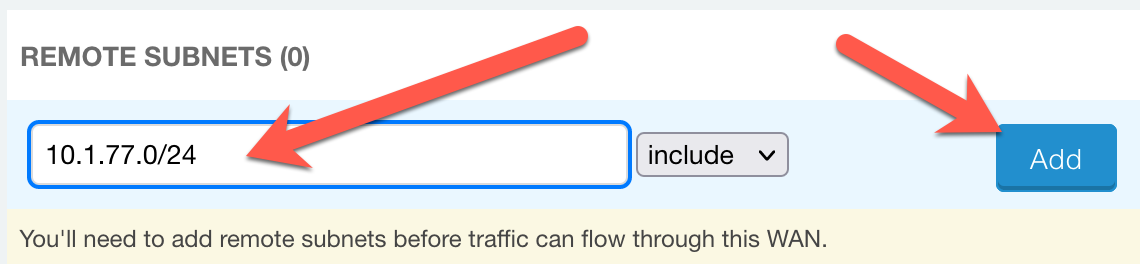 REMOTE SUBNETS (0)
10.1.77.0/24
include
Add
You'll need to add remote subnets before traffic can flow through this WAN.